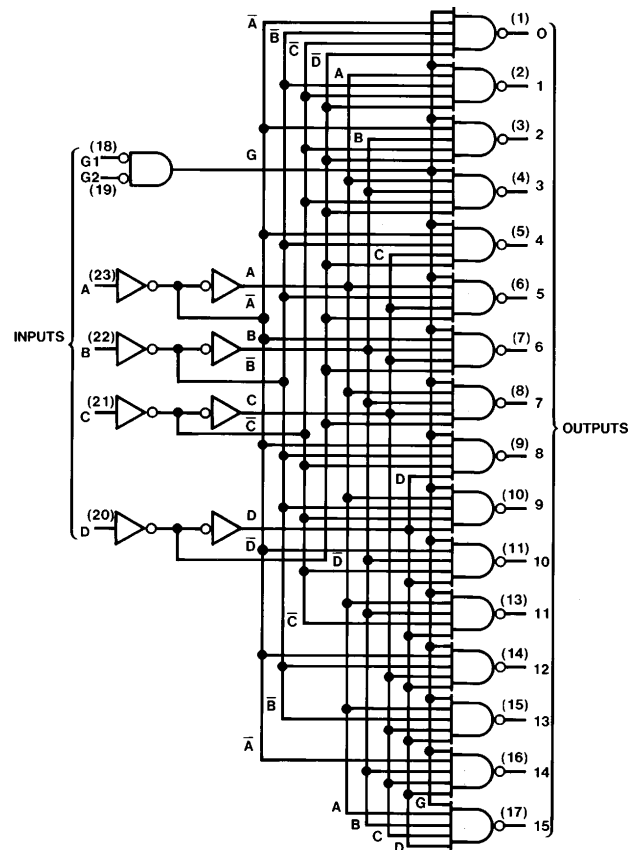 A̅
B̅
C̅
D̅
(1)
0
A
(2)
1
B
(3)
2
(18)
G1
G2
(19)
G
(4)
3
(5)
4
C
(23)
A
A
A̅
(6)
5
INPUTS
(22)
B
B
B̅
(7)
6
(21)
C
C
C̅
(8)
7
OUTPUTS
(9)
8
D
(20)
D
D
D̅
D̅
(10)
9
(11)
10
C̅
(13)
11
(14)
12
B̅
(15)
13
A̅
(16)
14
G
A
B
C
D
(17)
15